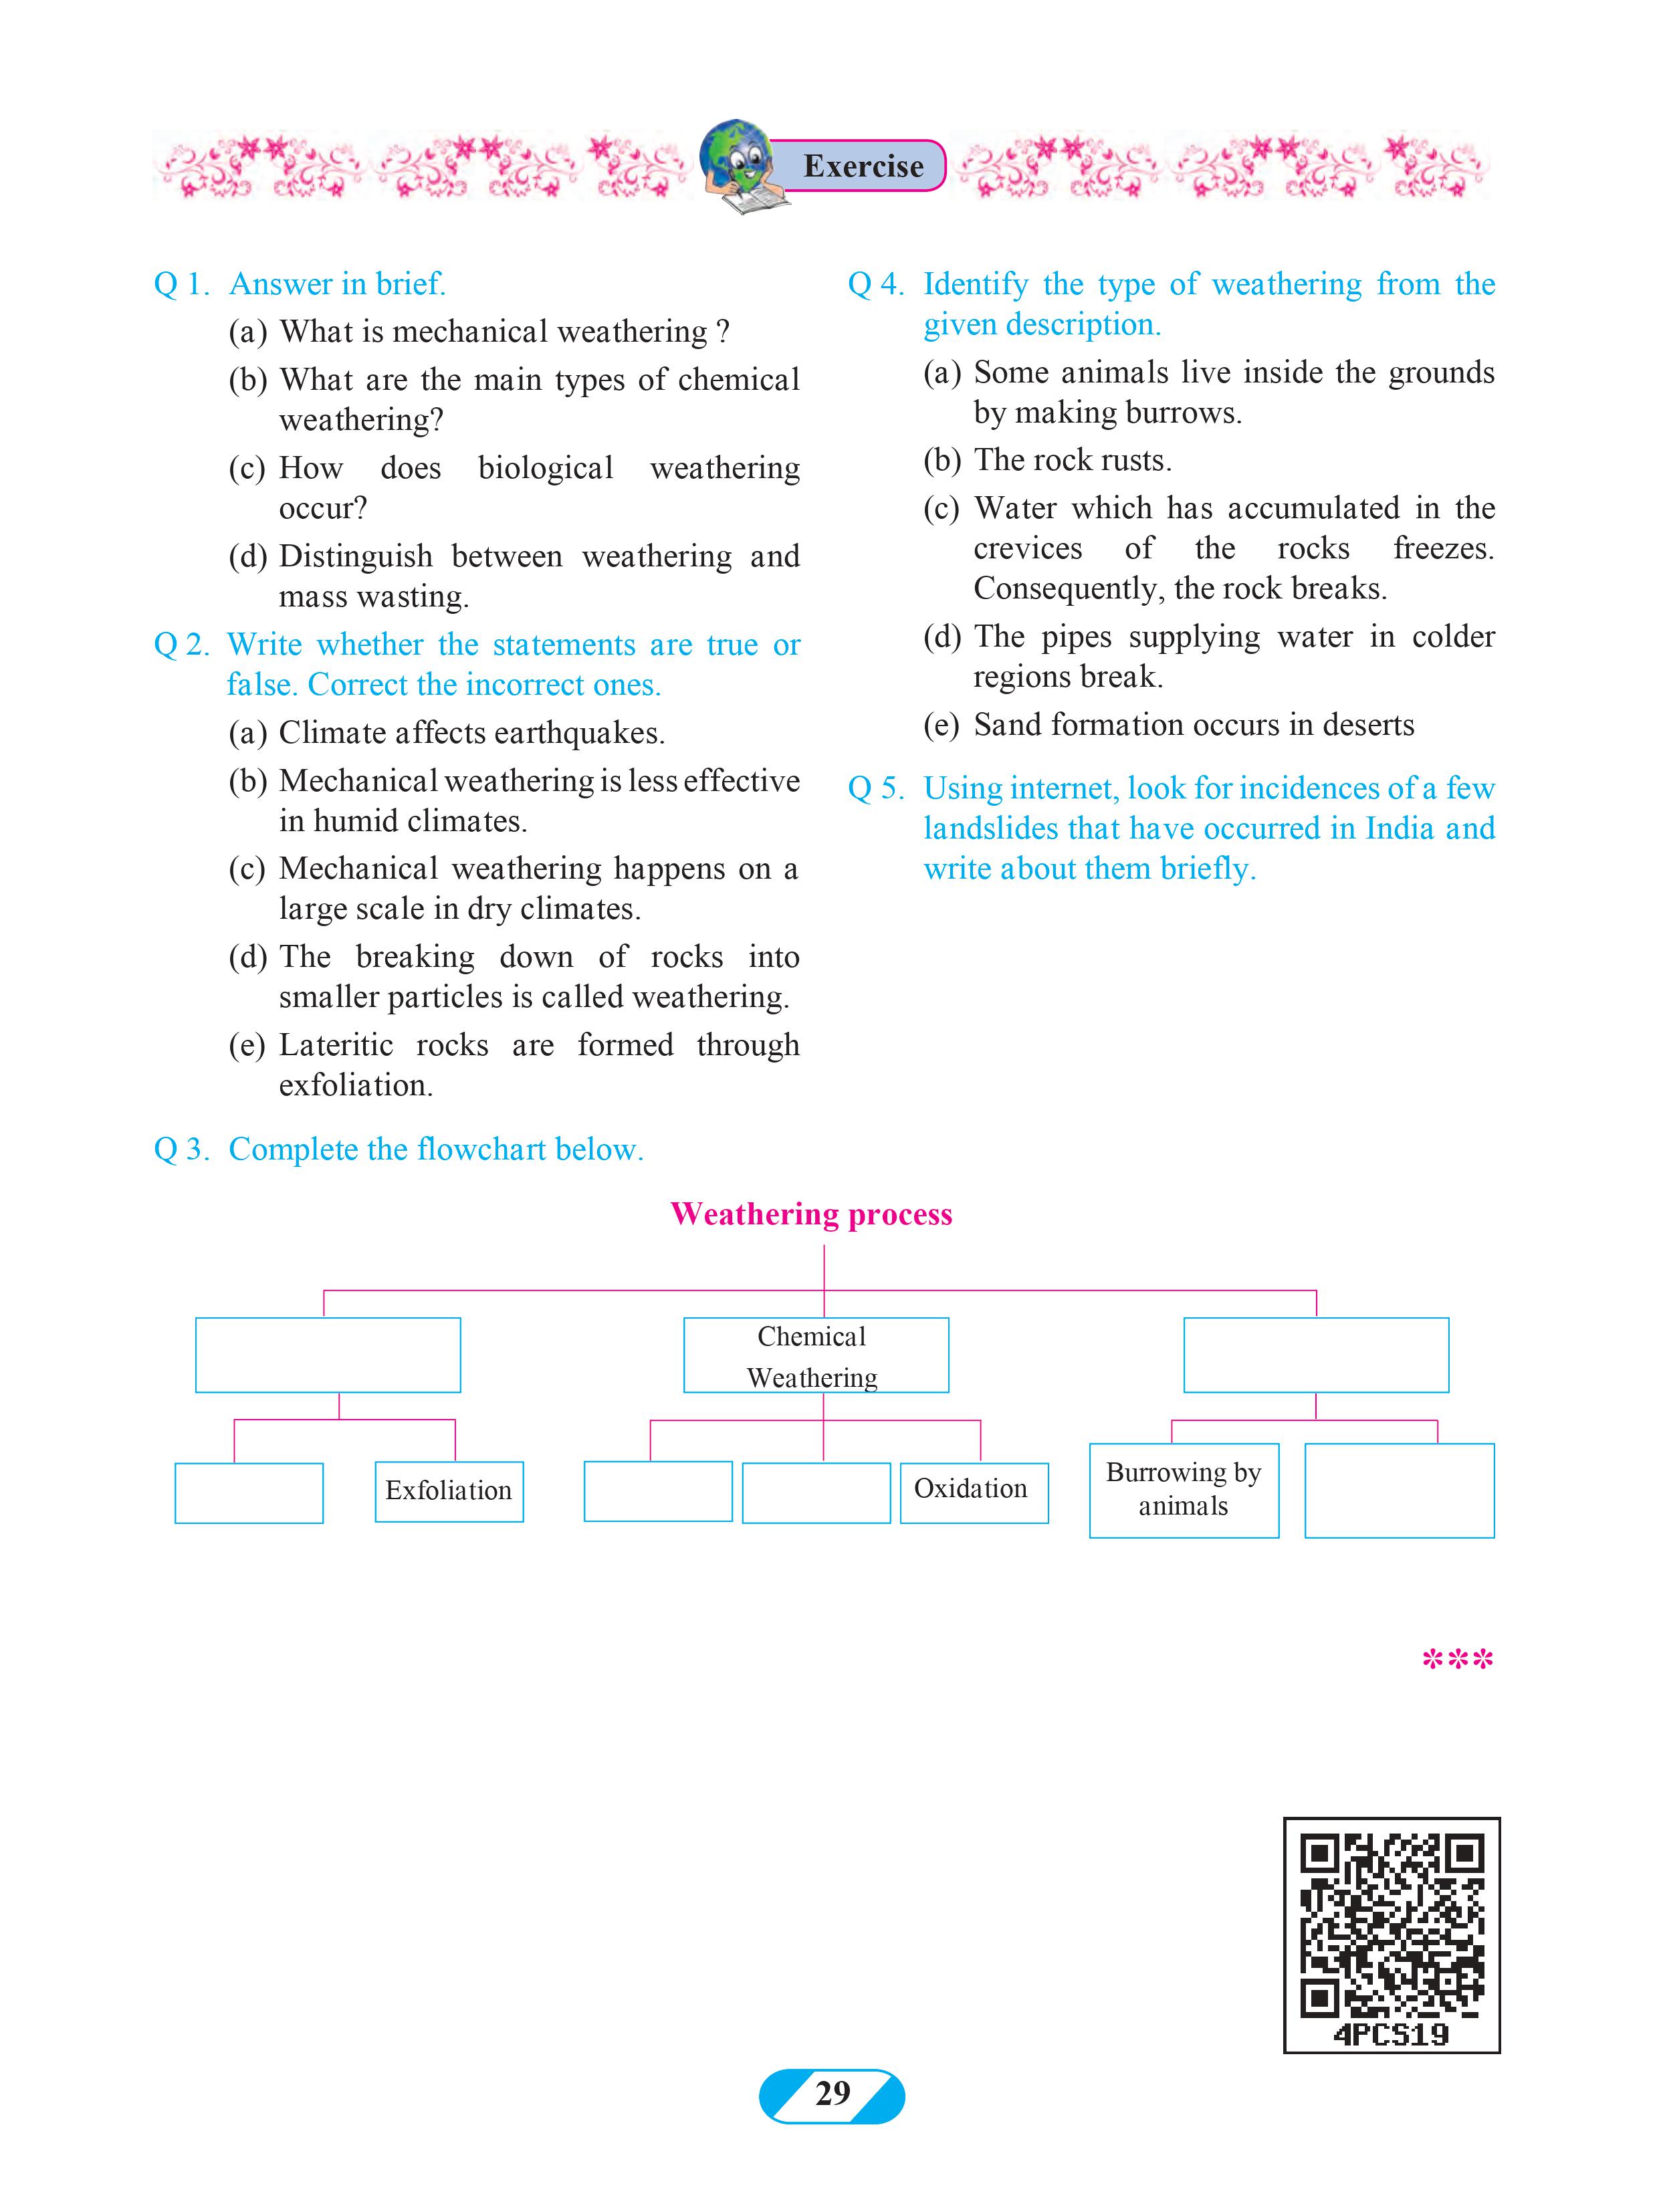 Exercise
Q 1. Answer in brief.
(a) What is mechanical weathering ?
(b) What are the main types of chemical
weathering?
(c) How does biological weathering
occur?
(d) Distinguish between weathering and
mass wasting.
Q 2. Write whether the statements are true or
false. Correct the incorrect ones.
(a) Climate affects earthquakes.
(b) Mechanical weathering is less effective
in humid climates.
(c) Mechanical weathering happens on a
large scale in dry climates.
(d) The breaking down of rocks into
smaller particles is called weathering.
(e) Lateritic rocks are formed through
exfoliation.
Q 4. Identify the type of weathering from the
given description.
(a) Some animals live inside the grounds
by making burrows.
(b) The rock rusts.
(c) Water which has accumulated in the
crevices of the rocks freezes.
Consequently, the rock breaks.
(d) The pipes supplying water in colder
regions break.
(e) Sand formation occurs in deserts
Q 5. Using internet, look for incidences of a few
landslides that have occurred in India and
write about them briefly.
Q 3. Complete the flowchart below.
Weathering process
Chemical
Weathering
Exfoliation
Oxidation
Burrowing by
animals
***
4PCS19
29